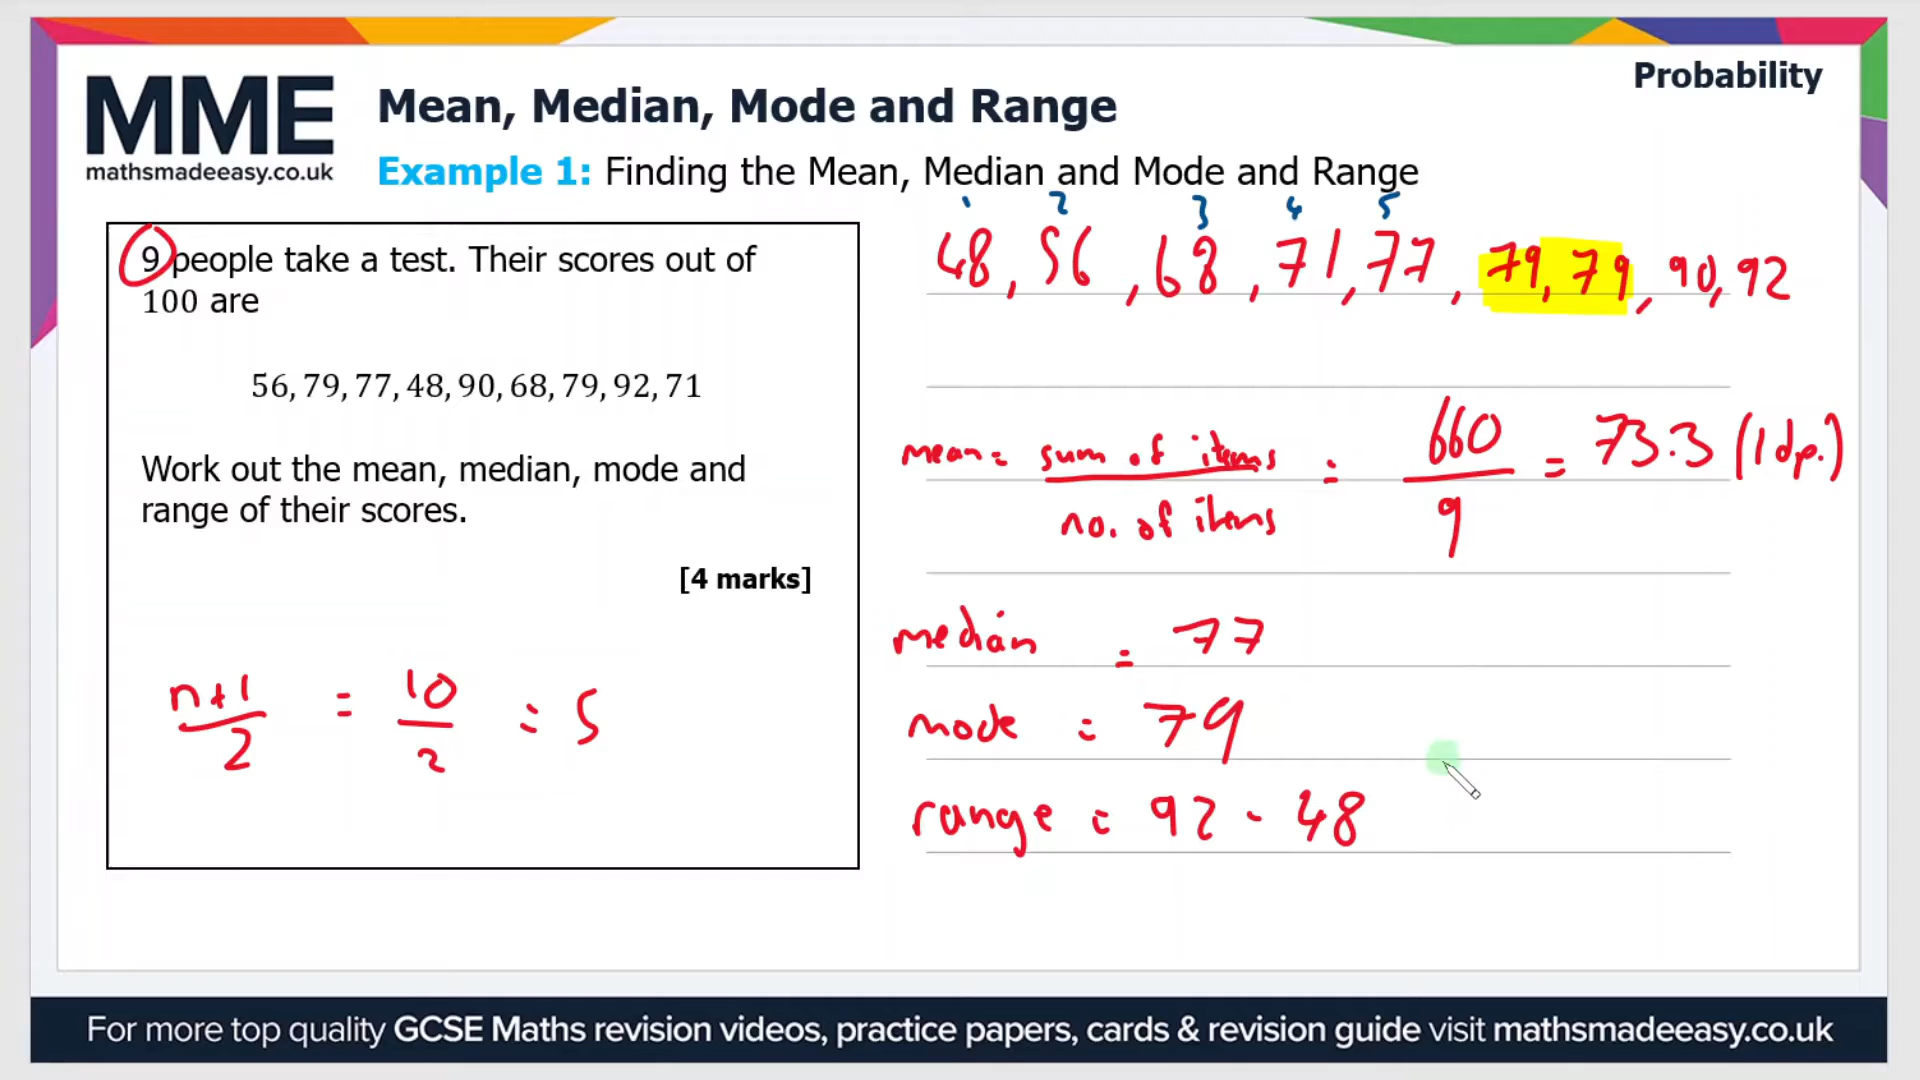 Probability
MME
mathsmadeeasy.co.uk
Mean, Median, Mode and Range
Example 1: Finding the Mean, Median and Mode and Range
9 people take a test. Their scores out of
100 are
56, 79, 77, 48, 90, 68, 79, 92, 71
Work out the mean, median, mode and
range of their scores.
[4 marks]
n+1 / 2 = 10 / 2 = 5
1 2 3 4 5
48, 56, 68, 71, 77, 79, 79, 90, 92
mean = sum of items / no. of items = 660 / 9 = 73.3 (1dp.)
median = 77
mode = 79
range = 92 - 48
For more top quality GCSE Maths revision videos, practice papers, cards & revision guide visit mathsmadeeasy.co.uk